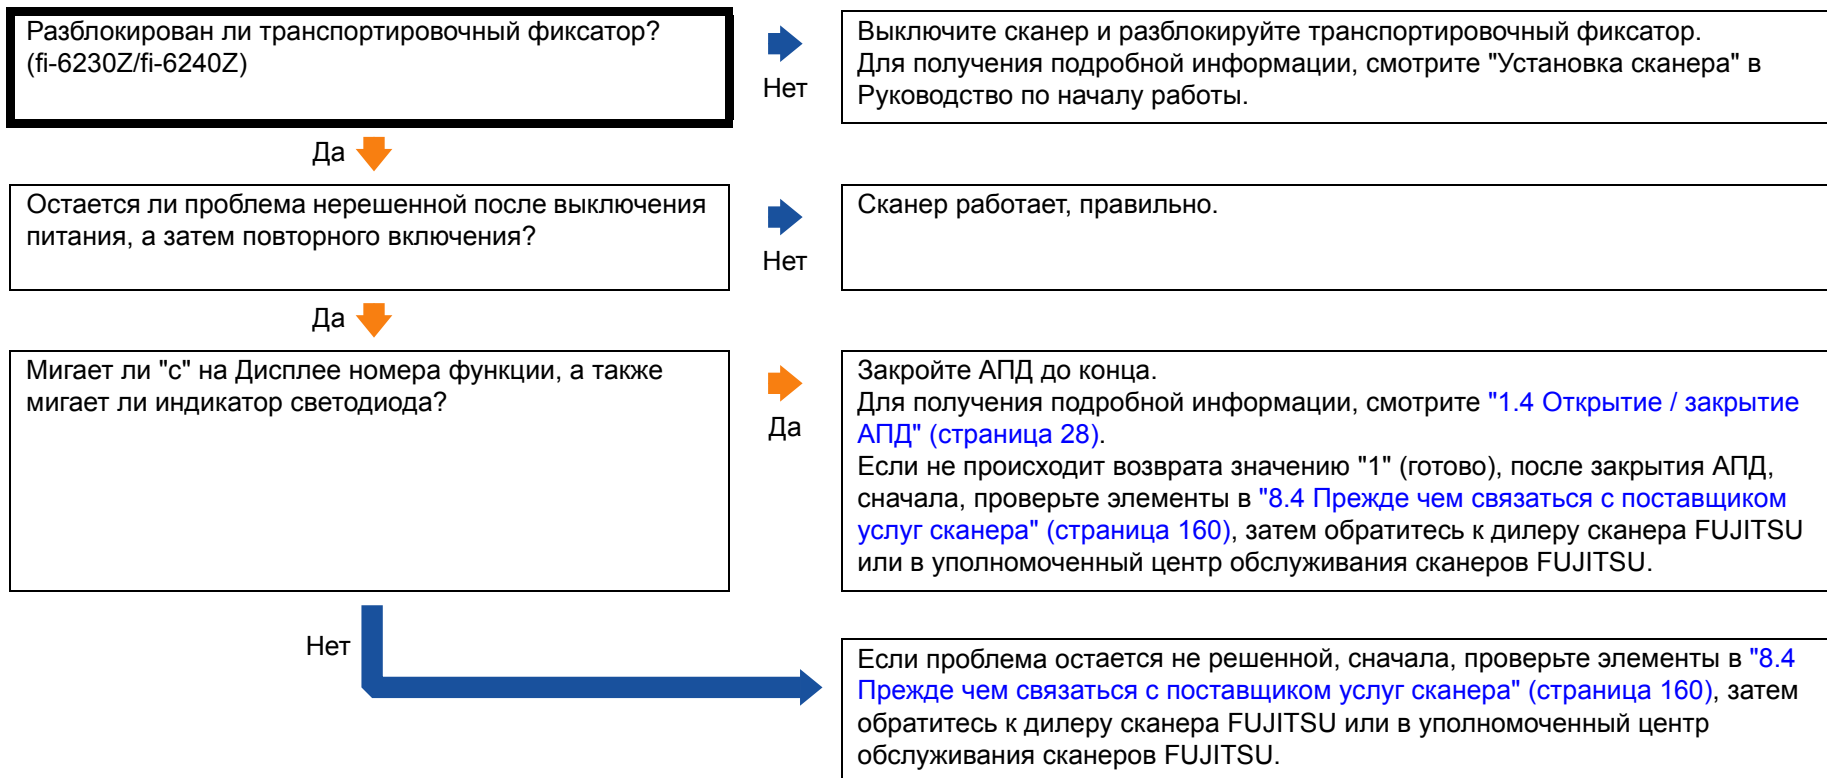 Разблокирован ли транспортировочный фиксатор?
(fi-6230Z/fi-6240Z)
Нет
Выключите сканер и разблокируйте транспортировочный фиксатор.
Для получения подробной информации, смотрите "Установка сканера" в
Руководство по началу работы.
Да
Остается ли проблема нерешенной после выключения
питания, а затем повторного включения?
Нет
Сканер работает, правильно.
Да
Мигает ли "c" на Дисплее номера функции, а также
мигает ли индикатор светодиода?
Да
Закройте АПД до конца.
Для получения подробной информации, смотрите "1.4 Открытие / закрытие
АПД" (страница 28).
Если не происходит возврата значению "1" (готово), после закрытия АПД,
сначала, проверьте элементы в "8.4 Прежде чем связаться с поставщиком
услуг сканера" (страница 160), затем обратитесь к дилеру сканера FUJITSU
или в уполномоченный центр обслуживания сканеров FUJITSU.
Нет
Если проблема остается не решенной, сначала, проверьте элементы в "8.4
Прежде чем связаться с поставщиком услуг сканера" (страница 160), затем
обратитесь к дилеру сканера FUJITSU или в уполномоченный центр
обслуживания сканеров FUJITSU.